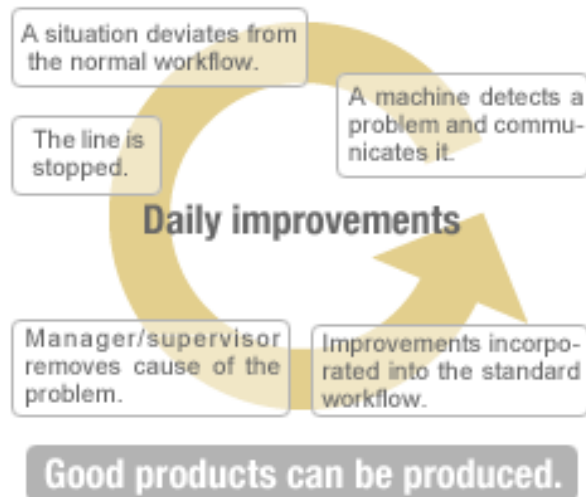 A situation deviates from
the normal workflow.
A machine detects a
problem and commu-
nicates it.
The line is
stopped.
Daily improvements
Manager/supervisor
removes cause of the
problem.
Improvements incorpo-
rated into the standard
workflow.
Good products can be produced.